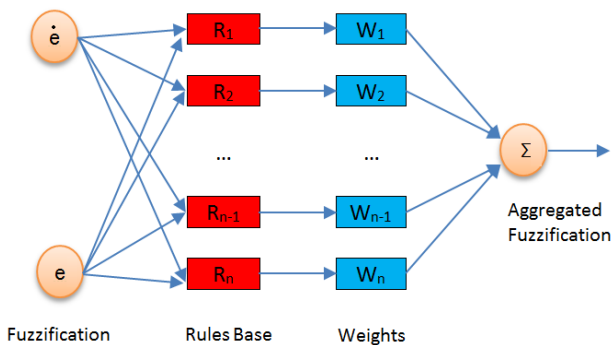 ė
R1
W1
R2
W2
... ...
Σ
Rn-1
Wn-1
Aggregated
Fuzzification
e
Rn
Wn
Fuzzification
Rules Base
Weights